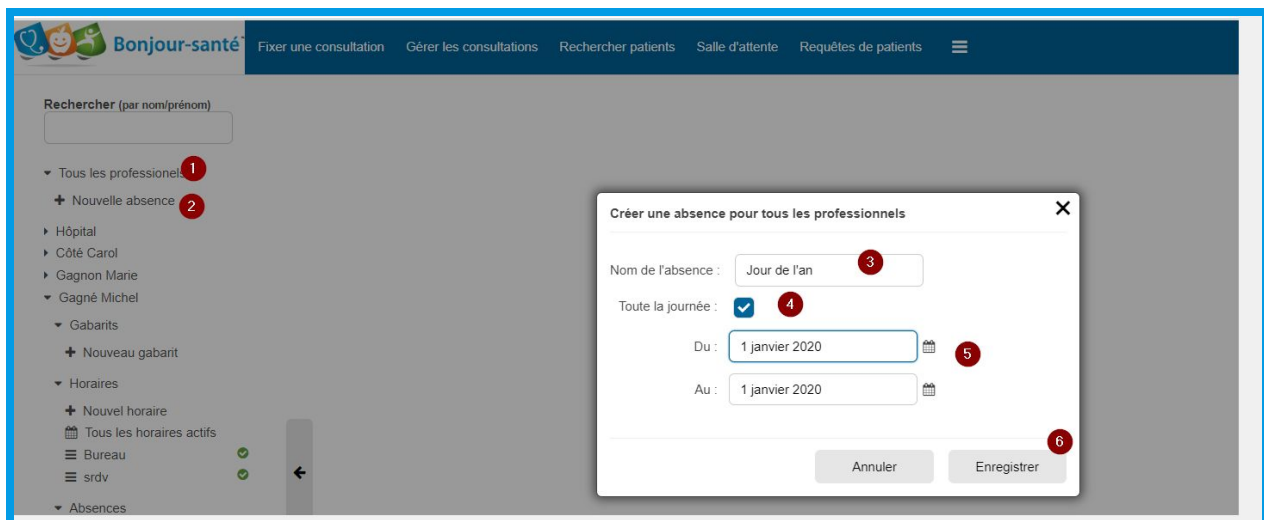 Bonjour-santé
Fixer une consultation Gérer les consultations Rechercher patients Salle d'attente Requêtes de patients
Rechercher (par nom/prénom)
Tous les professionels 1
Nouvelle absence 2
Hôpital
Côté Carol
Gagnon Marie
Gagné Michel
Gabarits
Nouveau gabarit
Horaires
Nouvel horaire
Tous les horaires actifs
Bureau
srdv
Absences
Créer une absence pour tous les professionnels
Nom de l'absence : Jour de l'an 3
Toute la journée : 4
Du : 1 janvier 2020 5
Au : 1 janvier 2020
6
Annuler Enregistrer